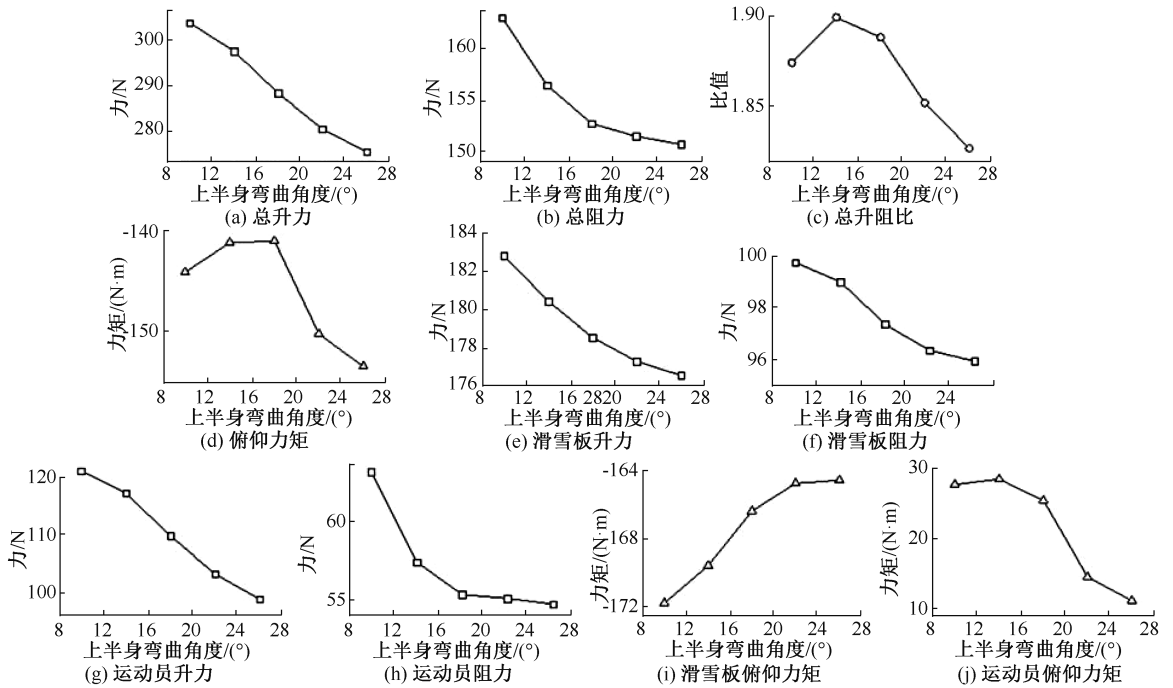 300
290
280
力/N
8 12 16 20 24 28
上半身弯曲角度/(°)
(a) 总升力
160
155
150
力/N
8 12 16 20 24 28
上半身弯曲角度/(°)
(b) 总阻力
1.90
1.85
比值
8 12 16 20 24 28
上半身弯曲角度/(°)
(c) 总升阻比
-140
-150
力矩/(N·m)
8 12 16 20 24 28
上半身弯曲角度/(°)
(d) 俯仰力矩
184
182
180
178
176
力/N
8 12 16 2820 24 28
上半身弯曲角度/(°)
(e) 滑雪板升力
100
98
96
力/N
8 12 16 20 24
上半身弯曲角度/(°)
(f) 滑雪板阻力
120
110
100
力/N
8 12 16 20 24 28
上半身弯曲角度/(°)
(g) 运动员升力
60
55
力/N
8 12 16 20 24 28
上半身弯曲角度/(°)
(h) 运动员阻力
-164
-168
-172
力矩/(N·m)
8 12 16 20 24 28
上半身弯曲角度/(°)
(i) 滑雪板俯仰力矩
30
20
10
力矩/(N·m)
8 12 16 20 24 28
上半身弯曲角度/(°)
(j) 运动员俯仰力矩